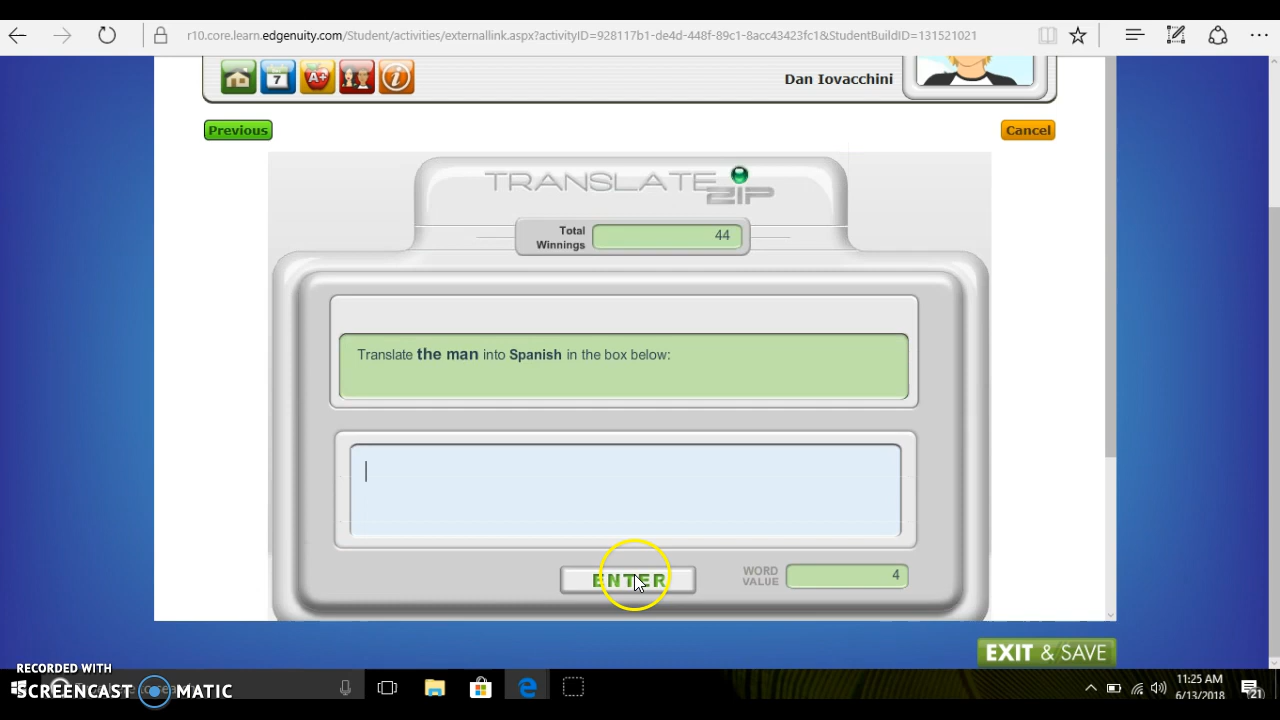 r10.core.learn.edgenuity.com/Student/activities/externallink.aspx?activityID=928117b1-de4d-448f-89c1-8acc43423fc1&StudentBuildID=131521021
7
A+
i
Dan Iovacchini
Previous
Cancel
TRANSLATE
ZIP
Total
Winnings
44
Translate the man into Spanish in the box below:
ENTER
WORD
VALUE
4
EXIT & SAVE
RECORDED WITH
SCREENCAST MATIC
11:25 AM
6/13/2018
21